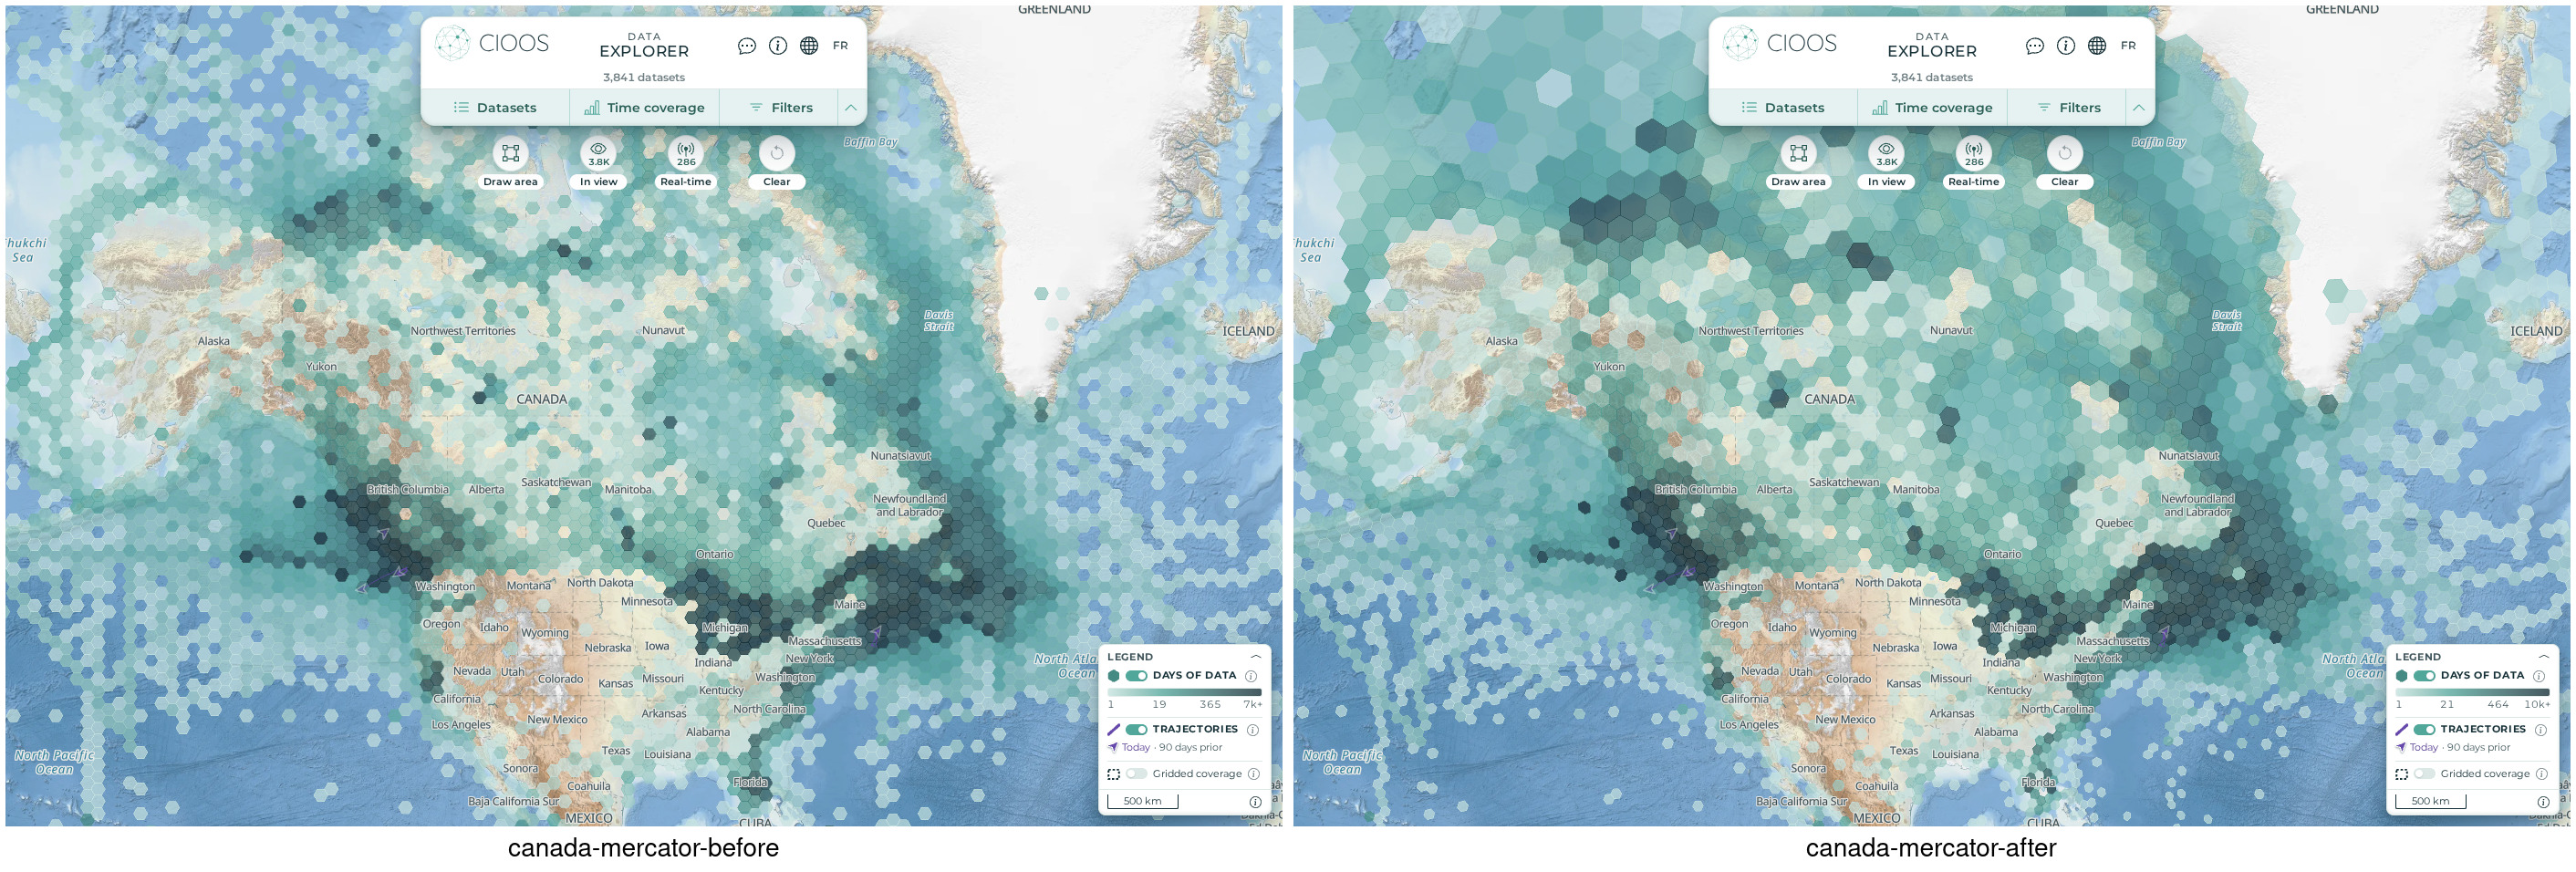 GREENLAND
CIOOS
DATA
EXPLORER
FR
3,841 datasets
Datasets
Time coverage
Filters
Baffin Bay
3.8K
286
Draw area
In view
Real-time
Clear
Sea
Davis
Strait
ICELAND
Northwest Territories
Nunavut
Alaska
Yukon
CANADA
Nunatsiavut
British Columbia
Alberta
Saskatchewan
Manitoba
Newfoundland
and Labrador
Quebec
Ontario
Washington
Montana
North Dakota
Minnesota
Maine
Oregon
Idaho
Wyoming
Michigan
Massachusetts
Nebraska
Iowa
Indiana
New York
Nevada
Utah
Colorado
Kansas
Missouri
Kentucky
Washington
California
Los Angeles
New Mexico
Arkansas
North Carolina
Alabama
Texas
Louisiana
Sonora
Coahuila
Florida
Baja California Sur
MEXICO
CUBA
North Pacific
Ocean
North Atla
Ocean
LEGEND
DAYS OF DATA
1 19 365 7k+
TRAJECTORIES
Today · 90 days prior
Gridded coverage
500 km
canada-mercator-before
GREENLAND
CIOOS
DATA
EXPLORER
FR
3,841 datasets
Datasets
Time coverage
Filters
Baffin Bay
3.8K
286
Draw area
In view
Real-time
Clear
Sea
Davis
Strait
ICELAND
Northwest Territories
Nunavut
Alaska
Yukon
CANADA
Nunatsiavut
British Columbia
Alberta
Saskatchewan
Manitoba
Newfoundland
and Labrador
Quebec
Ontario
Washington
Montana
North Dakota
Minnesota
Maine
Oregon
Idaho
Wyoming
Michigan
Massachusetts
Nebraska
Iowa
Indiana
New York
Nevada
Utah
Colorado
Kansas
Missouri
Kentucky
Washington
California
Los Angeles
New Mexico
Arkansas
North Carolina
Alabama
Texas
Louisiana
Sonora
Coahuila
Florida
Baja California Sur
MEXICO
CUBA
North Pacific
Ocean
North Atla
Ocean
LEGEND
DAYS OF DATA
1 21 464 10k+
TRAJECTORIES
Today · 90 days prior
Gridded coverage
500 km
canada-mercator-after